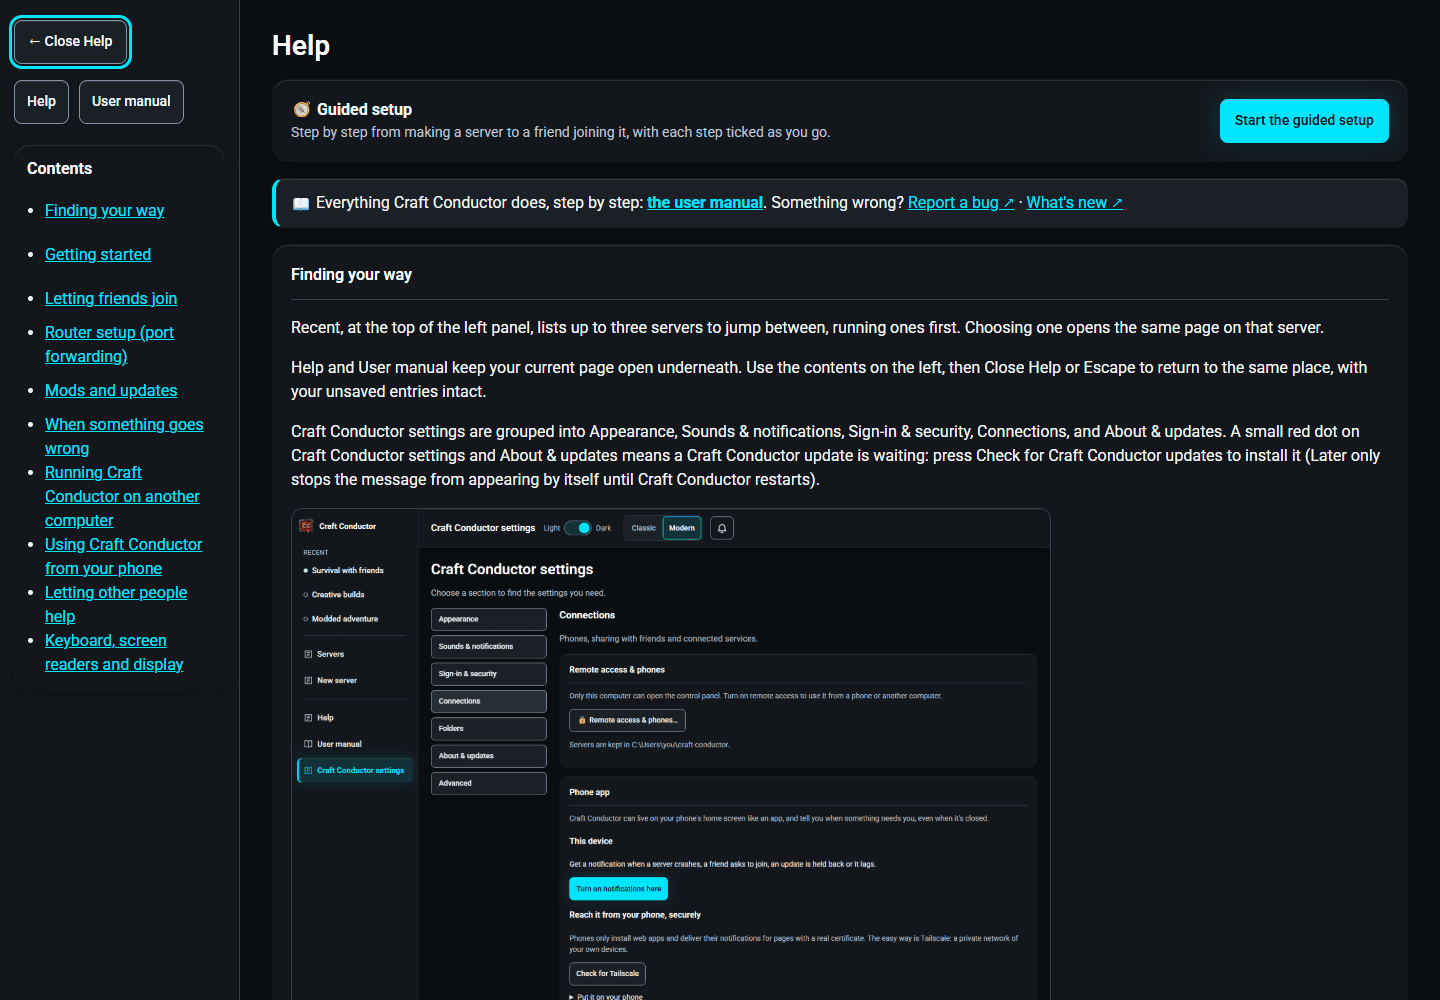 ← Close Help
Help
User manual
Contents
Finding your way
Getting started
Letting friends join
Router setup (port
forwarding)
Mods and updates
When something goes
wrong
Running Craft
Conductor on another
computer
Using Craft Conductor
from your phone
Letting other people
help
Keyboard, screen
readers and display
Help
Guided setup
Step by step from making a server to a friend joining it, with each step ticked as you go.
Start the guided setup
Everything Craft Conductor does, step by step: the user manual. Something wrong? Report a bug ↗ · What's new ↗
Finding your way
Recent, at the top of the left panel, lists up to three servers to jump between, running ones first. Choosing one opens the same page on that server.
Help and User manual keep your current page open underneath. Use the contents on the left, then Close Help or Escape to return to the same place, with
your unsaved entries intact.
Craft Conductor settings are grouped into Appearance, Sounds & notifications, Sign-in & security, Connections, and About & updates. A small red dot on
Craft Conductor settings and About & updates means a Craft Conductor update is waiting: press Check for Craft Conductor updates to install it (Later only
stops the message from appearing by itself until Craft Conductor restarts).
CC Craft Conductor
RECENT
Survival with friends
Creative builds
Modded adventure
Servers
New server
Help
User manual
Craft Conductor settings
Craft Conductor settings Light Dark Classic Modern
Craft Conductor settings
Choose a section to find the settings you need.
Appearance
Sounds & notifications
Sign-in & security
Connections
Folders
About & updates
Advanced
Connections
Phones, sharing with friends and connected services.
Remote access & phones
Only this computer can open the control panel. Turn on remote access to use it from a phone or another computer.
Remote access & phones...
Servers are kept in C:\Users\you\craft-conductor.
Phone app
Craft Conductor can live on your phone's home screen like an app, and tell you when something needs you, even when it's closed.
This device
Get a notification when a server crashes, a friend asks to join, an update is held back or it lags.
Turn on notifications here
Reach it from your phone, securely
Phones only install web apps and deliver their notifications for pages with a real certificate. The easy way is Tailscale: a private network of
your own devices.
Check for Tailscale
Put it on your phone